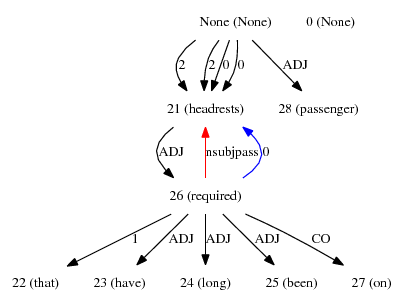 None (None) 0 (None)
2 2 0 0 ADJ
21 (headrests) 28 (passenger)
ADJ nsubjpass 0
26 (required)
1 ADJ ADJ ADJ CO
22 (that) 23 (have) 24 (long) 25 (been) 27 (on)